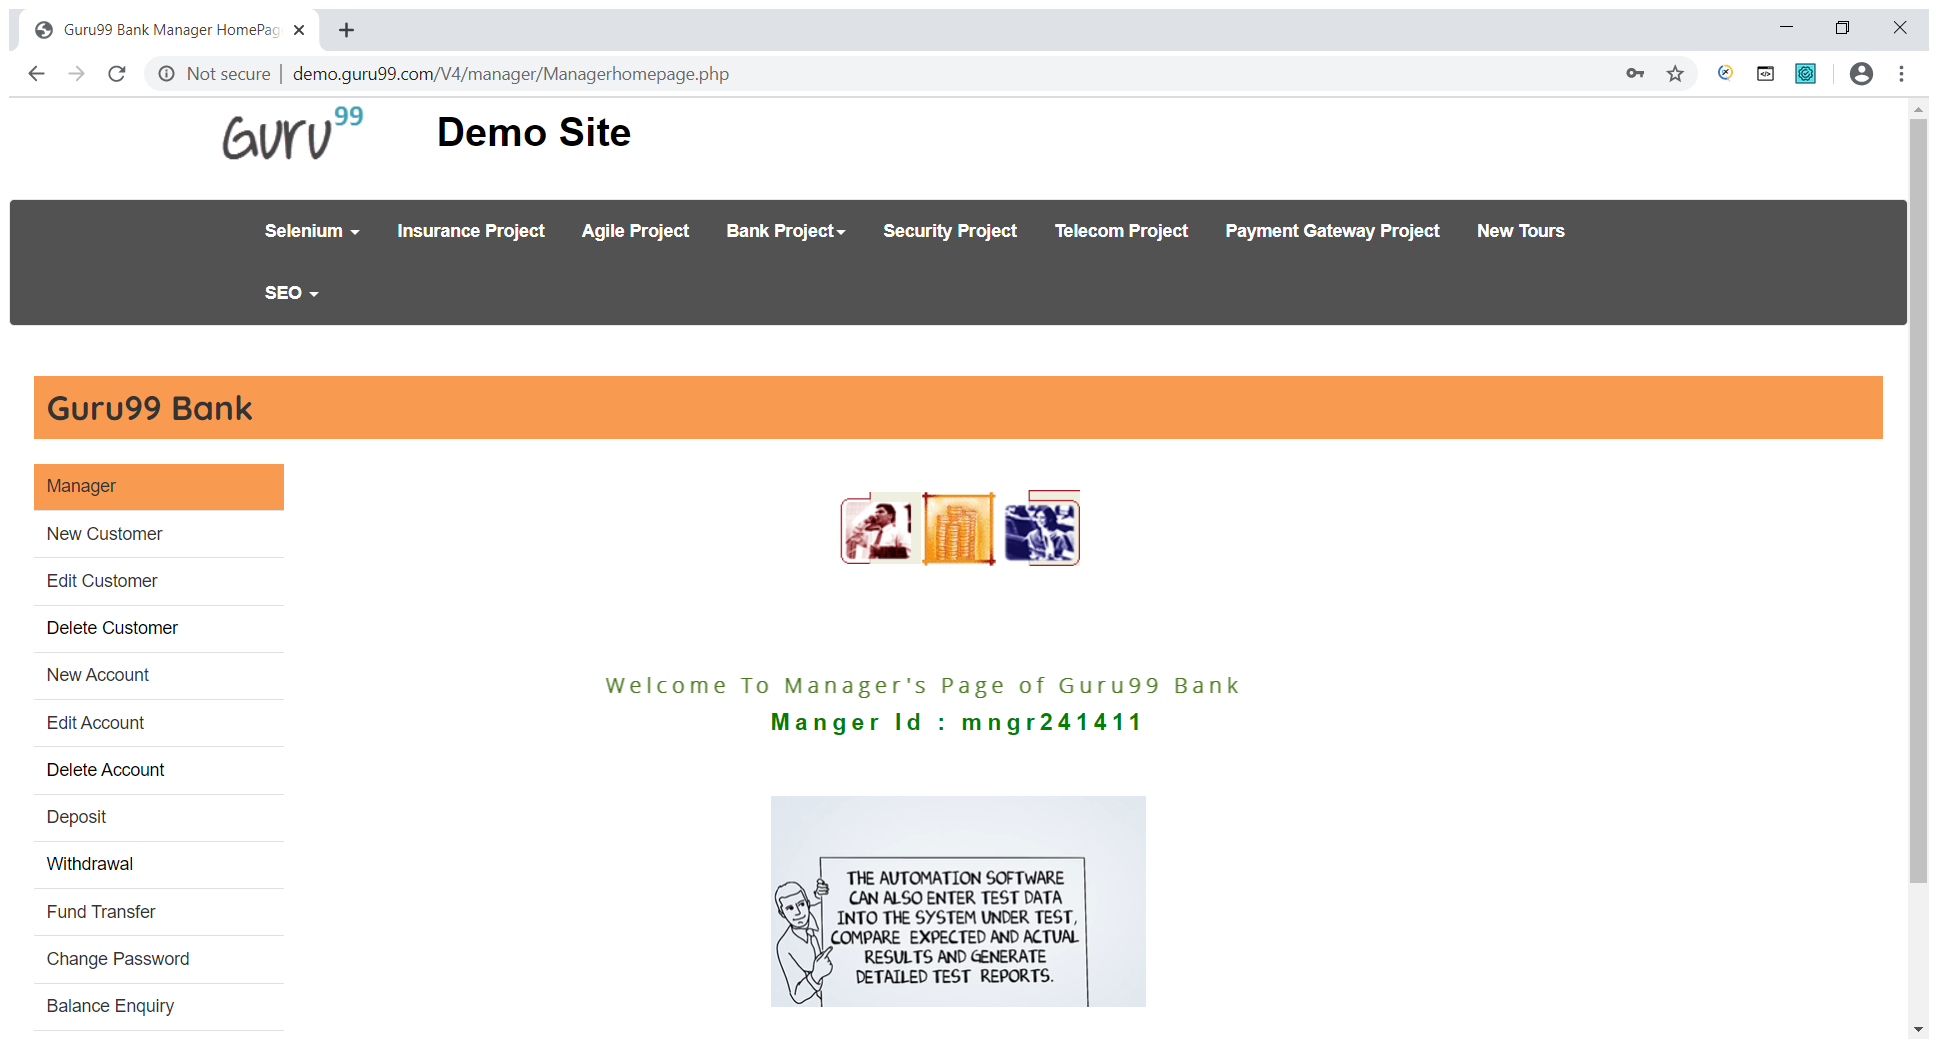 Guru99 Bank Manager HomePag
Not secure | demo.guru99.com/V4/manager/Managerhomepage.php
Guru99 Demo Site
Selenium Insurance Project Agile Project Bank Project Security Project Telecom Project Payment Gateway Project New Tours
SEO
Guru99 Bank
Manager
New Customer
Edit Customer
Delete Customer
New Account
Edit Account
Delete Account
Deposit
Withdrawal
Fund Transfer
Change Password
Balance Enquiry
Welcome To Manager's Page of Guru99 Bank
Manger Id : mngr241411
THE AUTOMATION SOFTWARE
CAN ALSO ENTER TEST DATA
INTO THE SYSTEM UNDER TEST,
COMPARE EXPECTED AND ACTUAL
RESULTS AND GENERATE
DETAILED TEST REPORTS.